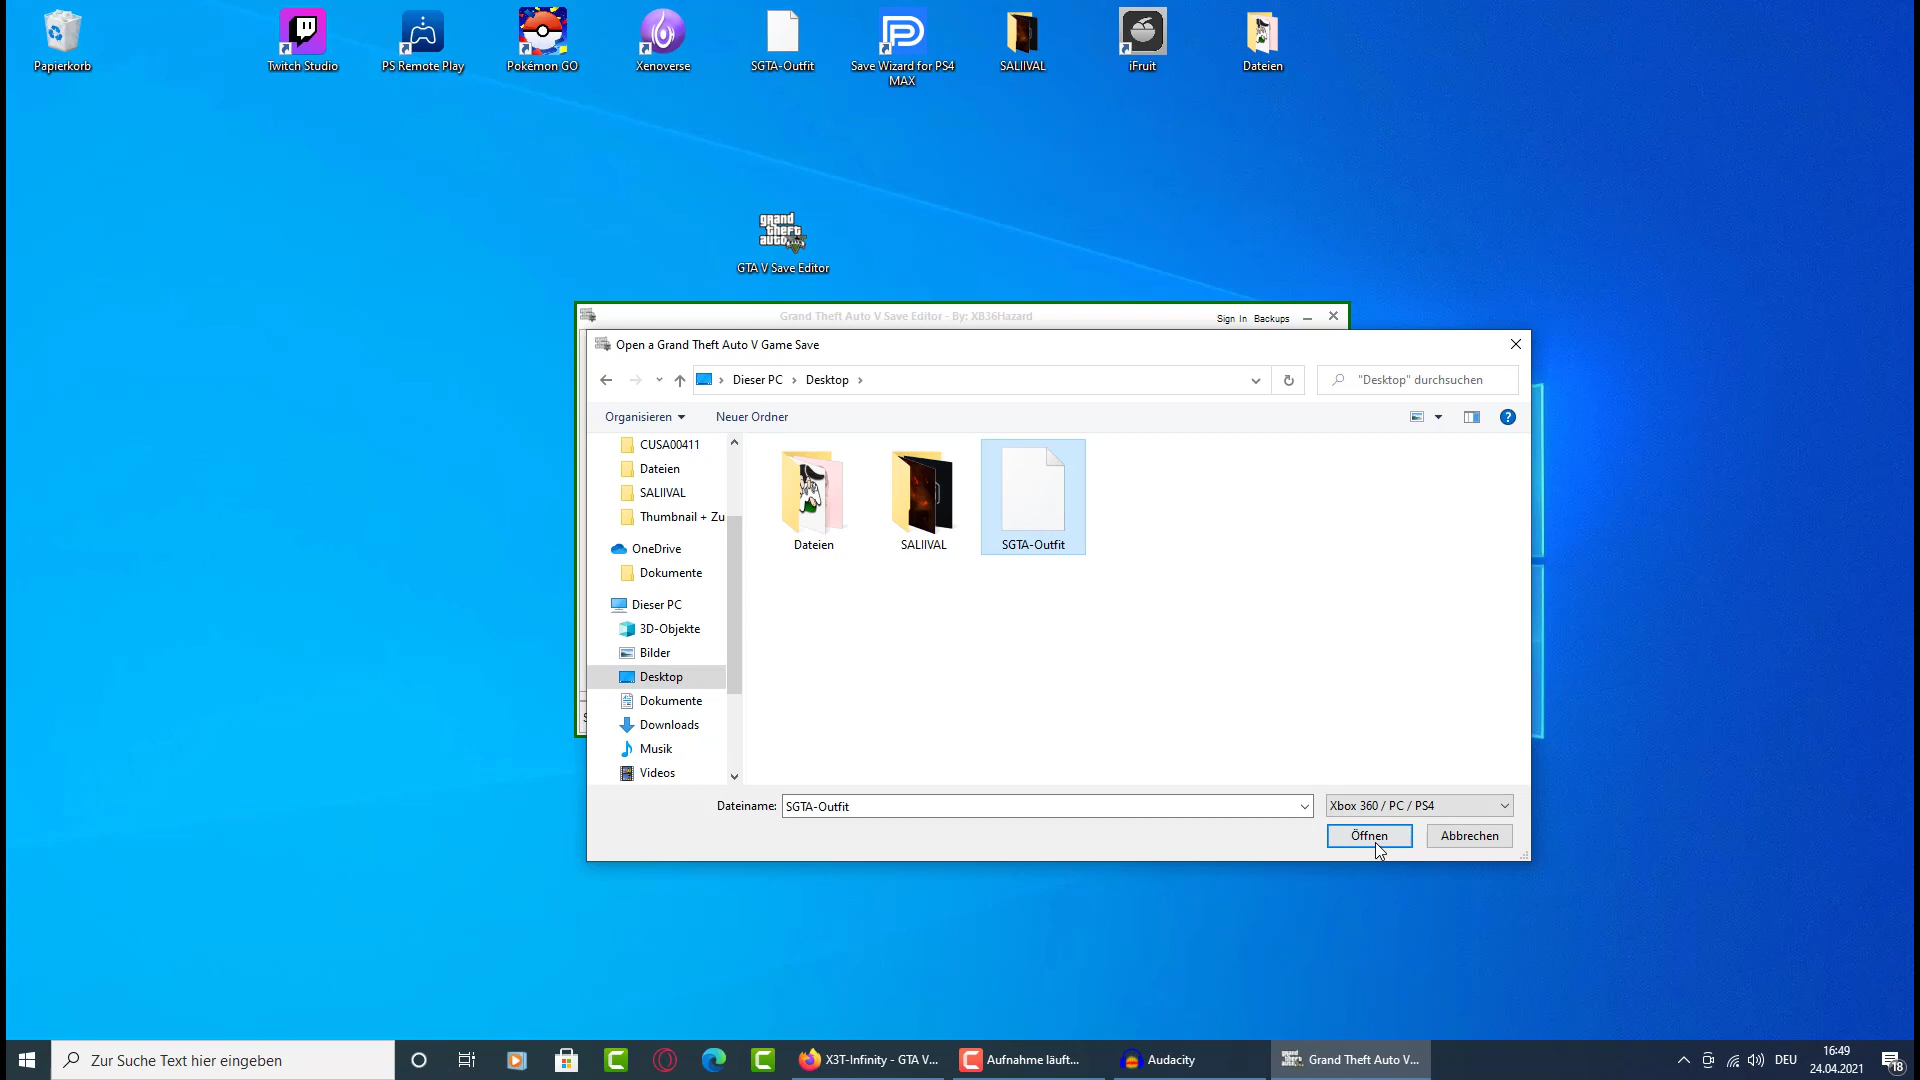 Papierkorb
Twitch Studio
PS Remote Play
Pokémon GO
Xenoverse
SGTA-Outfit
Save Wizard for PS4
MAX
SALIIVAL
iFruit
Dateien
grand
theft
auto
GTA V Save Editor
Grand Theft Auto V Save Editor - By: XB36Hazard
Sign In
Backups
Open a Grand Theft Auto V Game Save
Dieser PC
Desktop
"Desktop" durchsuchen
Organisieren
Neuer Ordner
CUSA00411
Dateien
SALIIVAL
Thumbnail + Zu
OneDrive
Dokumente
Dieser PC
3D-Objekte
Bilder
Desktop
Dokumente
Downloads
Musik
Videos
Dateien
SALIIVAL
SGTA-Outfit
Dateiname:
SGTA-Outfit
Xbox 360 / PC / PS4
Öffnen
Abbrechen
Zur Suche Text hier eingeben
X3T-Infinity - GTA V...
Aufnahme läuft...
Audacity
Grand Theft Auto V...
DEU
16:49
24.04.2021
18